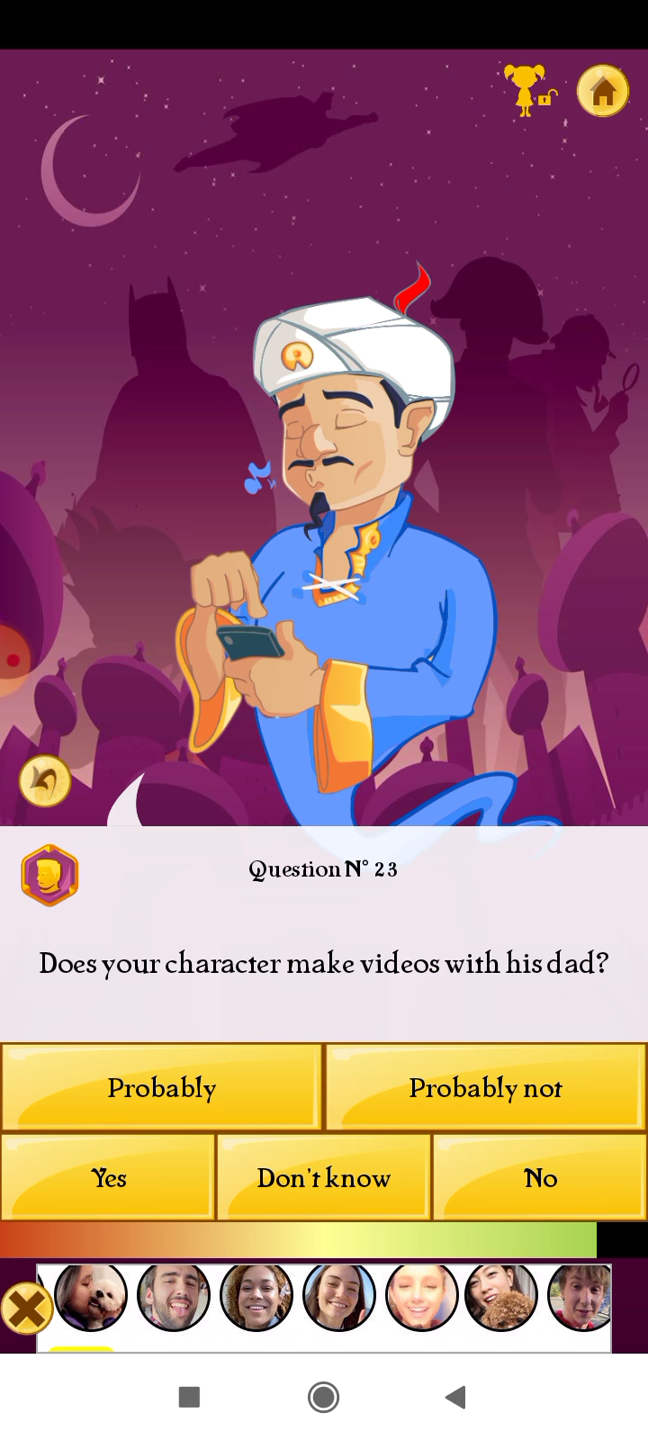 Question N° 23
Does your character make videos with his dad?
Probably
Probably not
Yes
Don't know
No